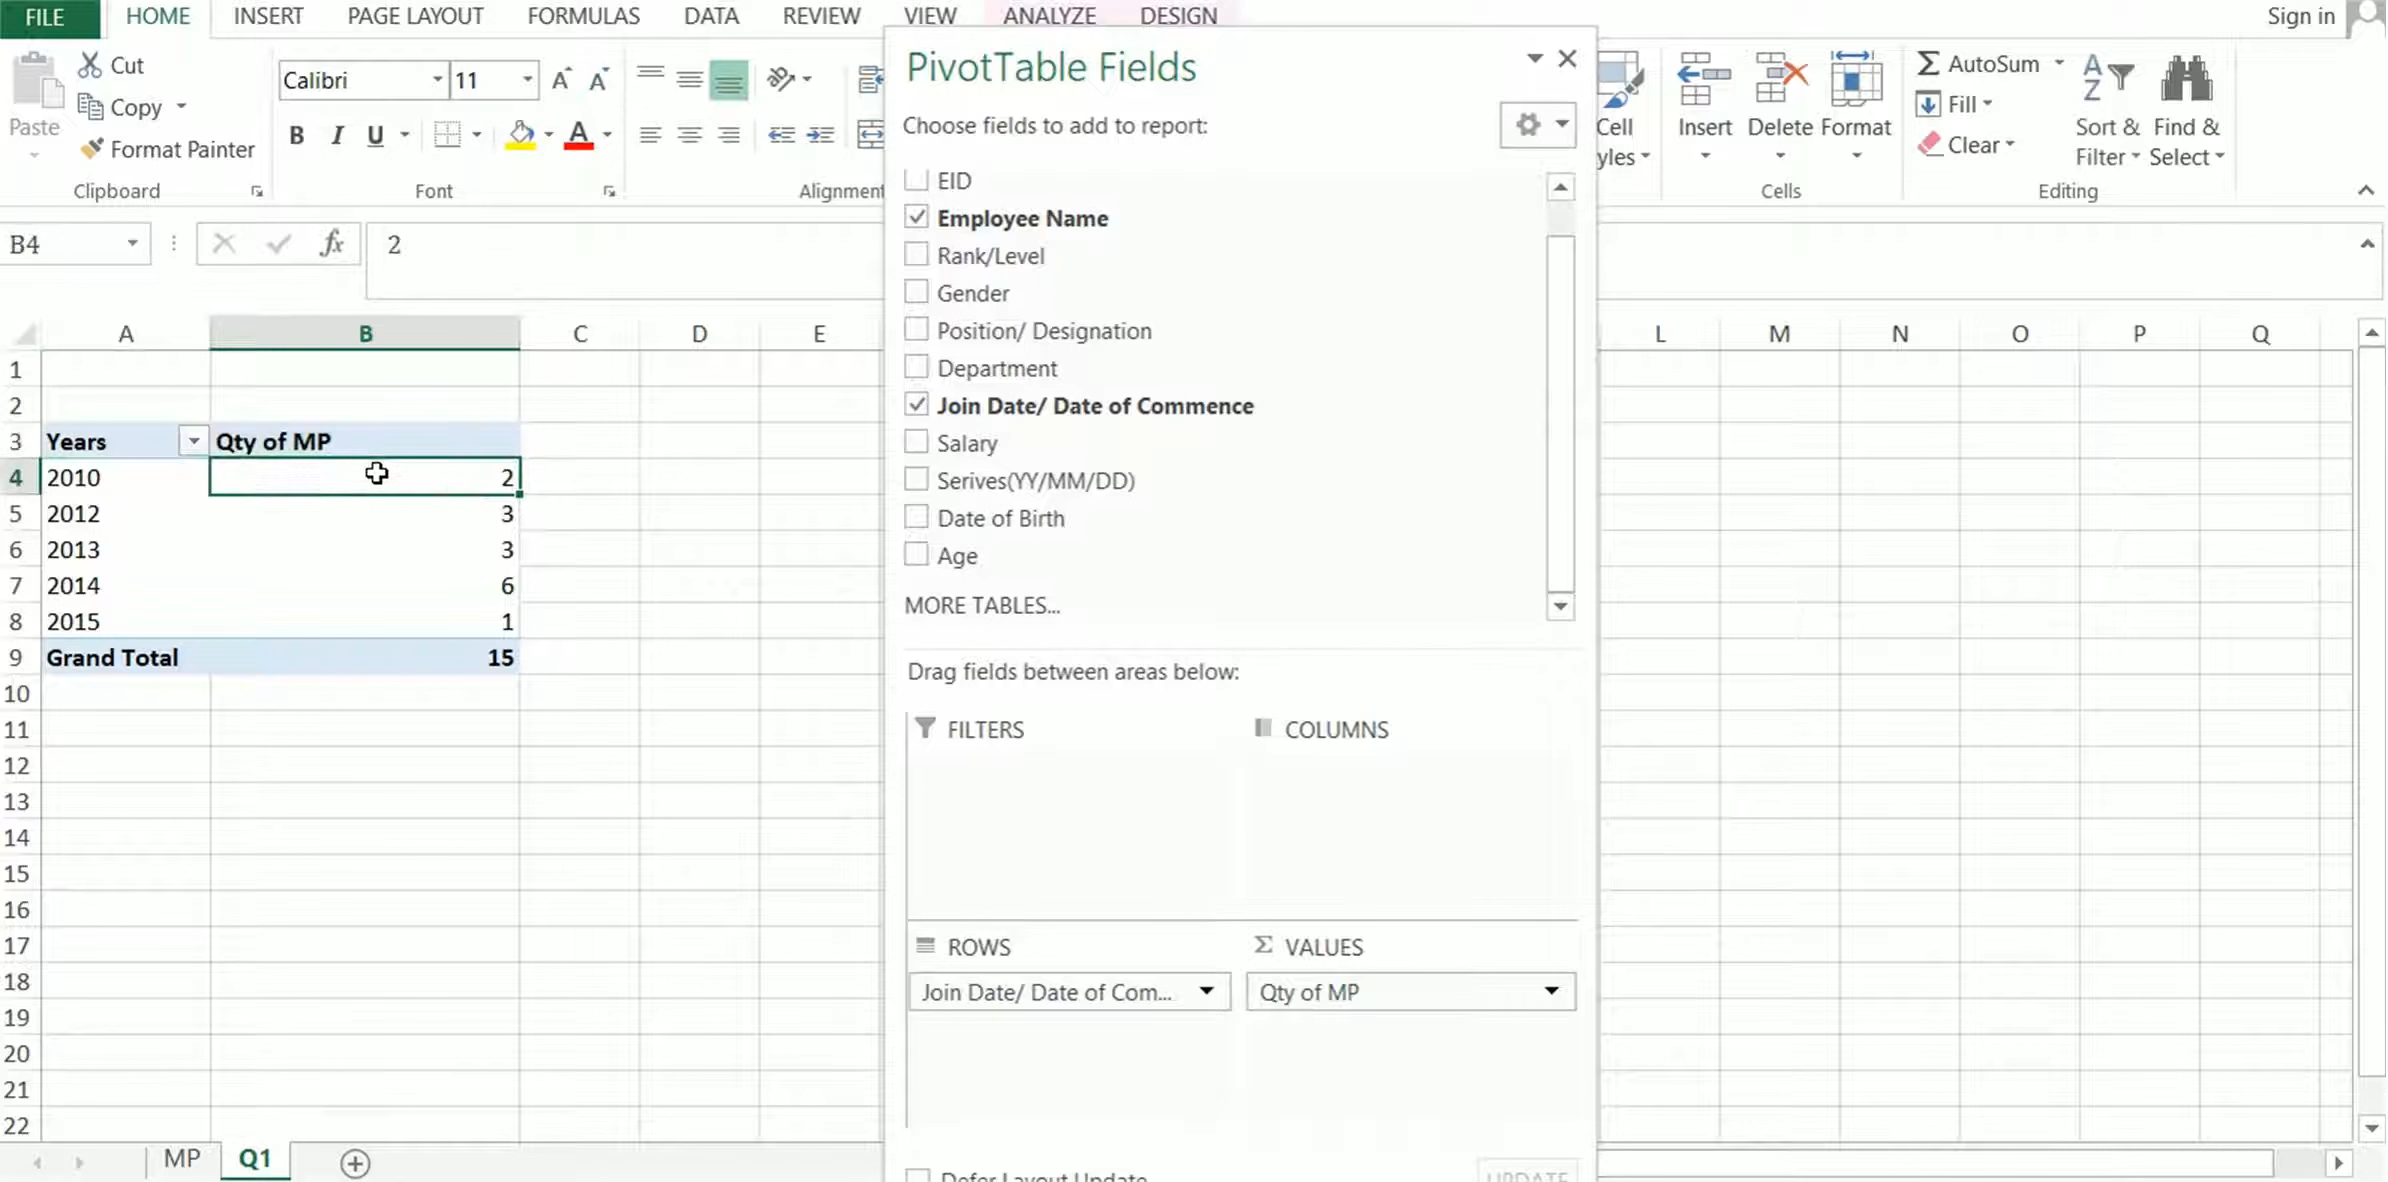 FILE HOME INSERT PAGE LAYOUT FORMULAS DATA REVIEW VIEW ANALYZE DESIGN Sign in
Paste
Cut
Copy
Format Painter
Clipboard
Calibri 11
B I U
Font
Alignment
Cell
yles
Insert Delete Format
Cells
AutoSum
Fill
Clear
Sort & Filter
Find & Select
Editing
B4 fx 2
A B C D E L M N O P Q
1
2
3 Years Qty of MP
4 2010 2
5 2012 3
6 2013 3
7 2014 6
8 2015 1
9 Grand Total 15
10
11
12
13
14
15
16
17
18
19
20
21
22
MP Q1
PivotTable Fields
Choose fields to add to report:
EID
Employee Name
Rank/Level
Gender
Position/ Designation
Department
Join Date/ Date of Commence
Salary
Serives(YY/MM/DD)
Date of Birth
Age
MORE TABLES...
Drag fields between areas below:
FILTERS COLUMNS
ROWS VALUES
Join Date/ Date of Com... Qty of MP
Defer Layout Update UPDATE